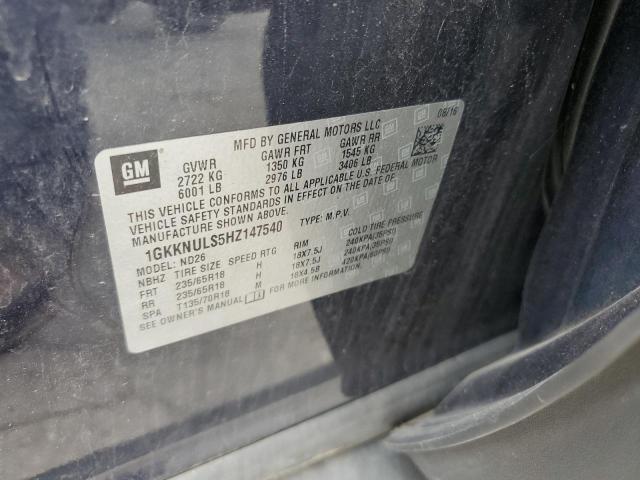 MFD BY GENERAL MOTORS LLC 08/16
GM
GVWR GAWR FRT GAWR RR
2722 KG 1350 KG 1545 KG
6001 LB 2976 LB 3406 LB
THIS VEHICLE CONFORMS TO ALL APPLICABLE U.S. FEDERAL MOTOR
VEHICLE SAFETY STANDARDS IN EFFECT ON THE DATE OF
MANUFACTURE SHOWN ABOVE.
1GKKNULS5HZ147540 TYPE: M.P.V.
MODEL: ND26
NBHZ TIRE SIZE SPEED RTG RIM COLD TIRE PRESSURE
FRT 235/65R18 H 18X7.5J 240KPA(35PSI)
RR 235/65R18 H 18X7.5J 240KPA(35PSI)
SPA T135/70R18 M 18X4.5B 420KPA(60PSI)
SEE OWNER'S MANUAL FOR MORE INFORMATION.